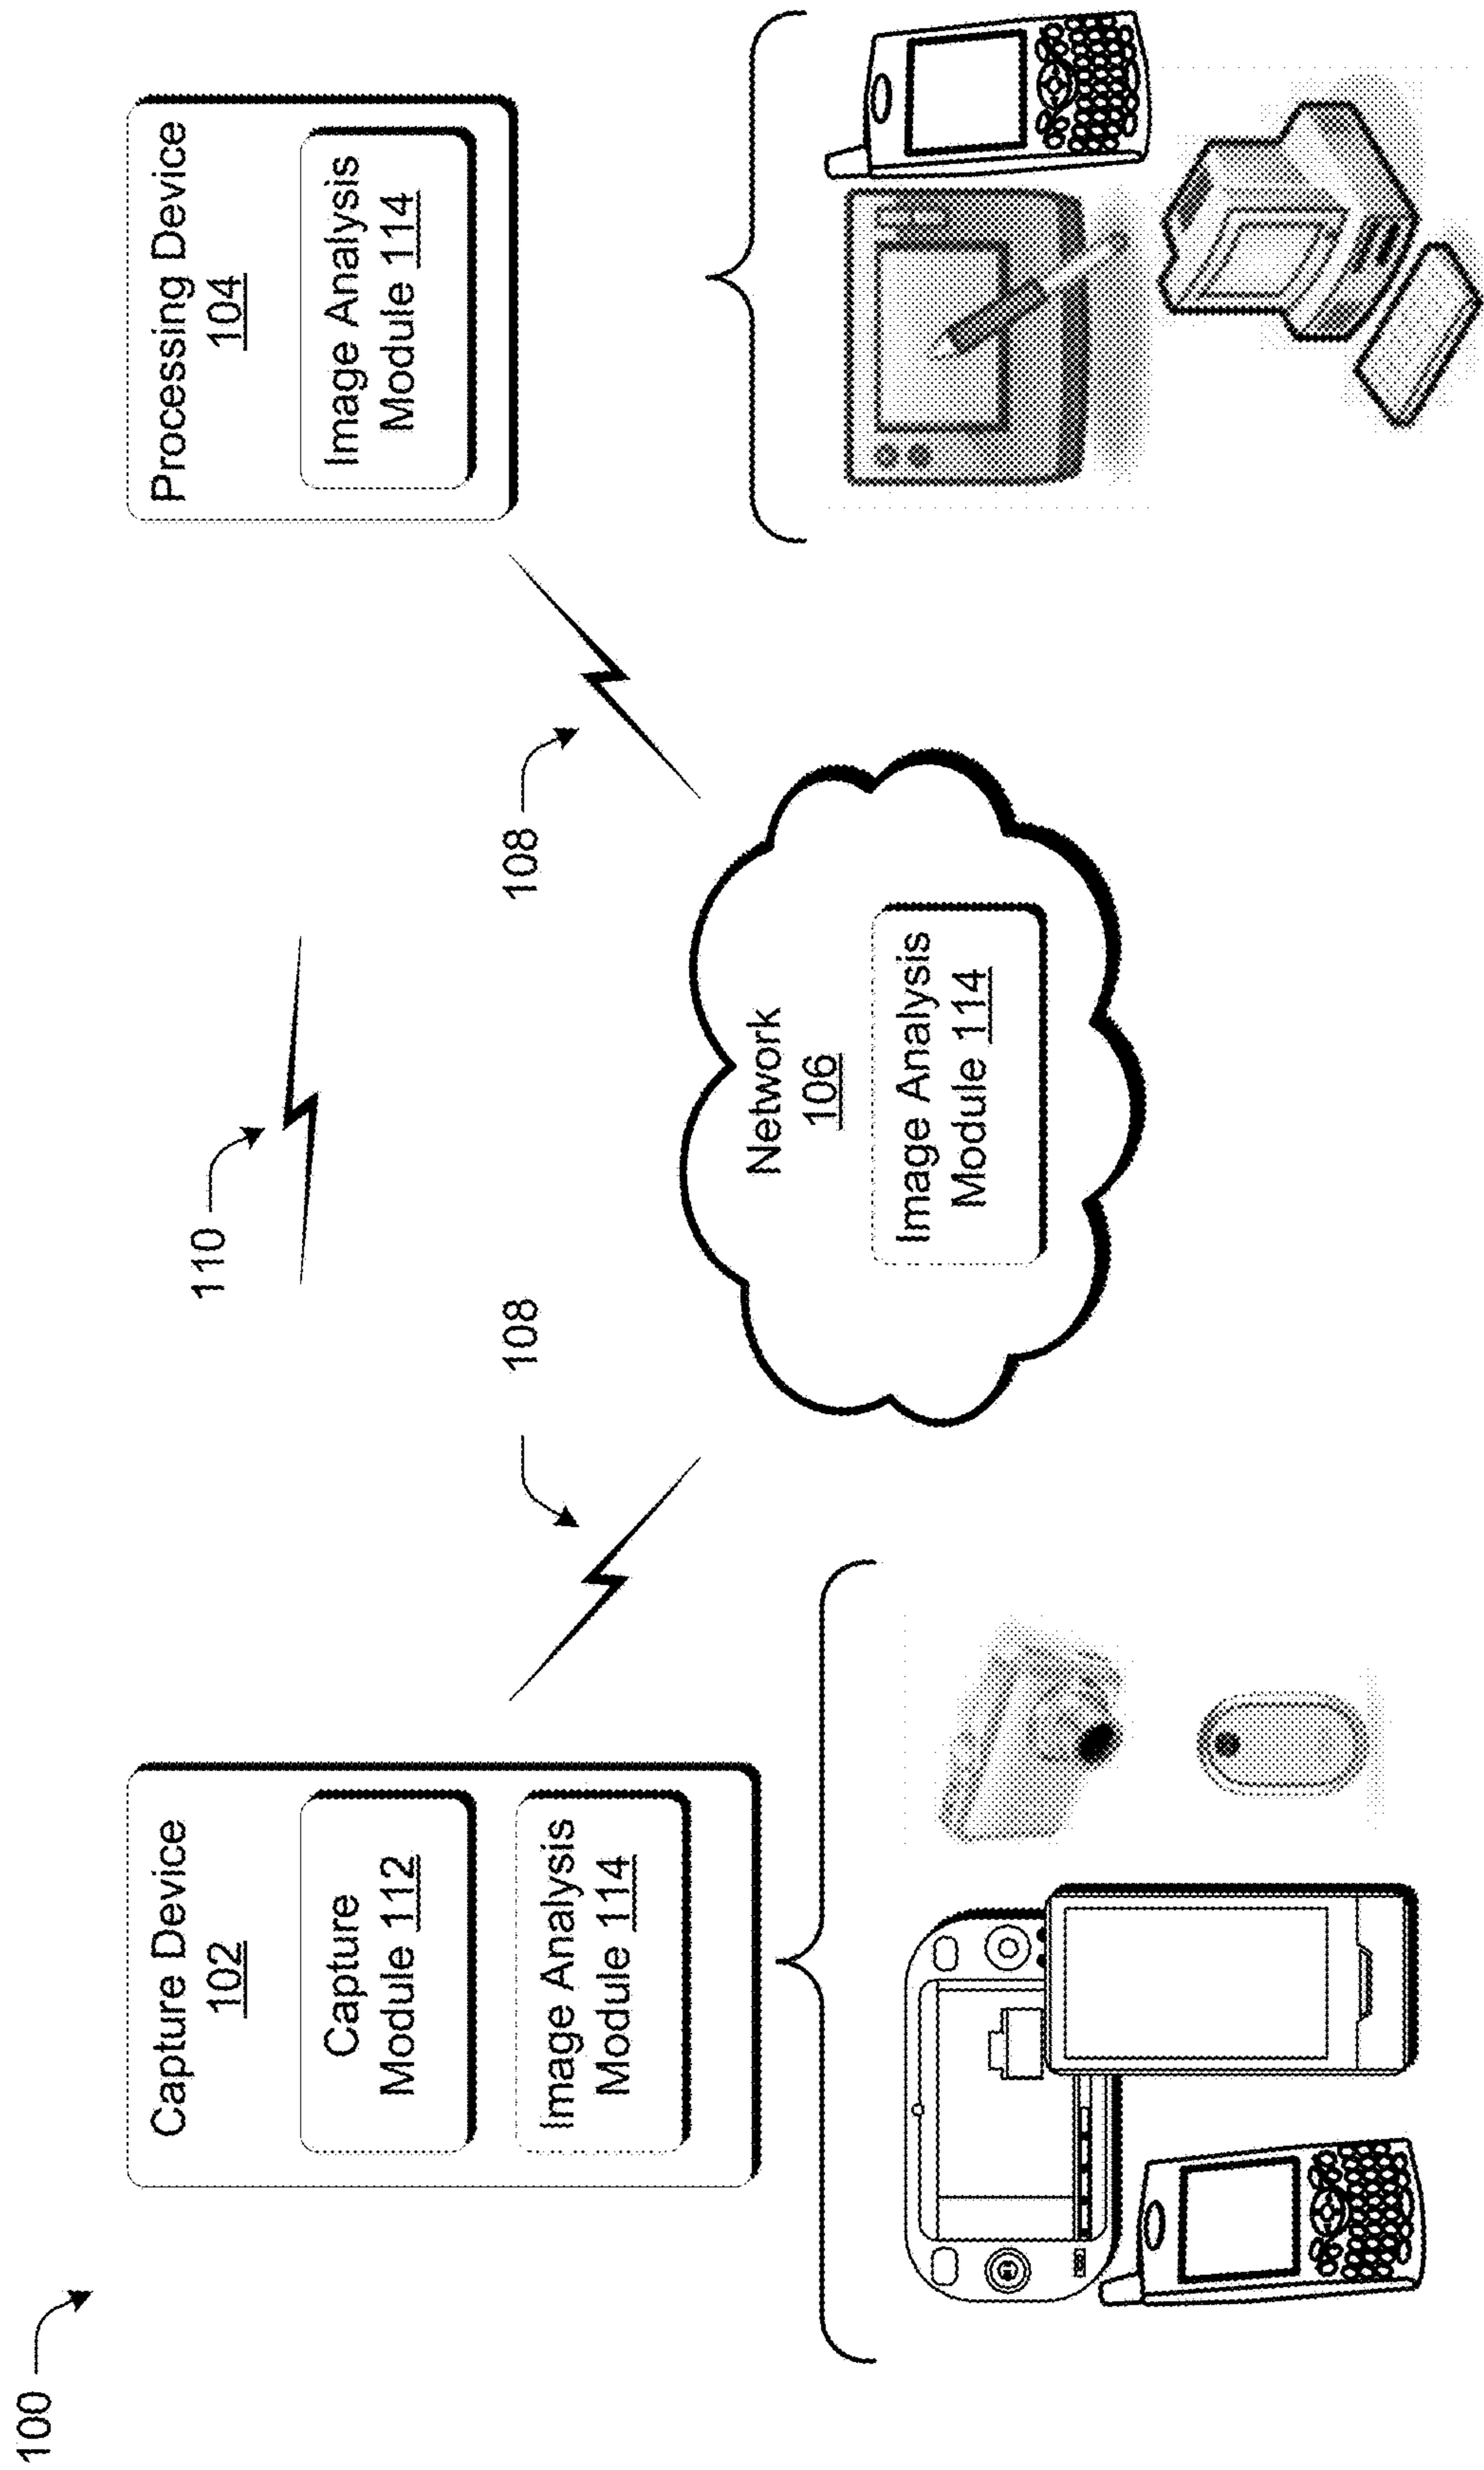 100
Capture Device
102
Capture
Module 112
Image Analysis
Module 114
110
108
108
Network
106
Image Analysis
Module 114
Processing Device
104
Image Analysis
Module 114